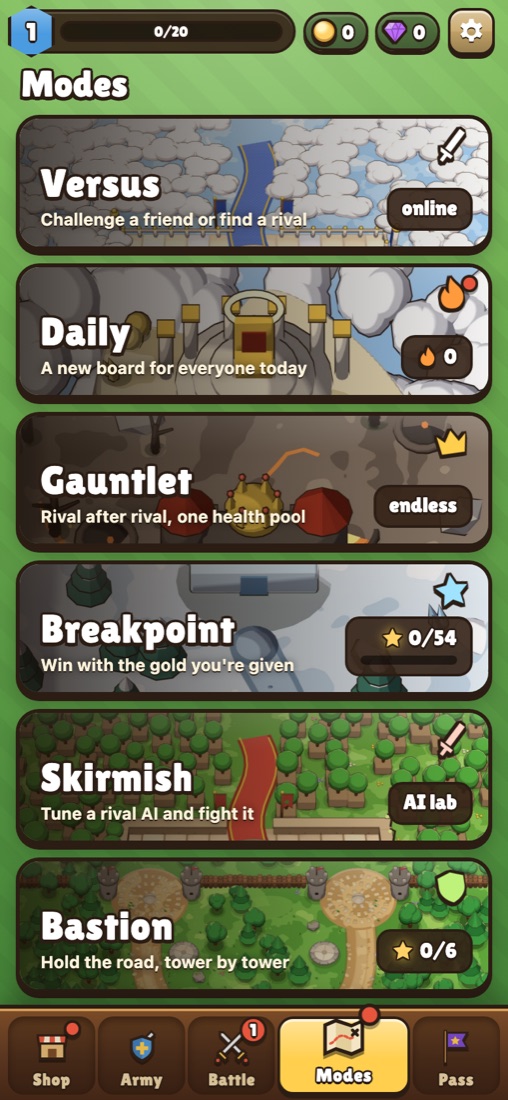 1
0/20
0
0
Modes
Versus
Challenge a friend or find a rival
online
Daily
A new board for everyone today
0
Gauntlet
Rival after rival, one health pool
endless
Breakpoint
Win with the gold you're given
0/54
Skirmish
Tune a rival AI and fight it
AI lab
Bastion
Hold the road, tower by tower
0/6
1
Shop
Army
Battle
Modes
Pass